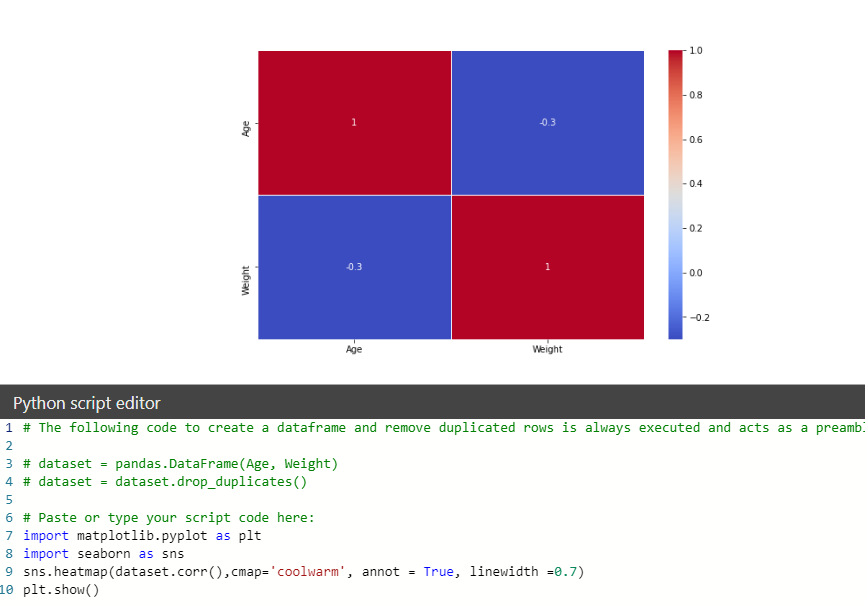 1.0
Age
1
-0.3
0.8
0.6
0.4
0.2
Weight
-0.3
1
0.0
−0.2
Age
Weight
Python script editor
1 # The following code to create a dataframe and remove duplicated rows is always executed and acts as a preambl
2
3 # dataset = pandas.DataFrame(Age, Weight)
4 # dataset = dataset.drop_duplicates()
5
6 # Paste or type your script code here:
7 import matplotlib.pyplot as plt
8 import seaborn as sns
9 sns.heatmap(dataset.corr(),cmap='coolwarm', annot = True, linewidth =0.7)
10 plt.show()